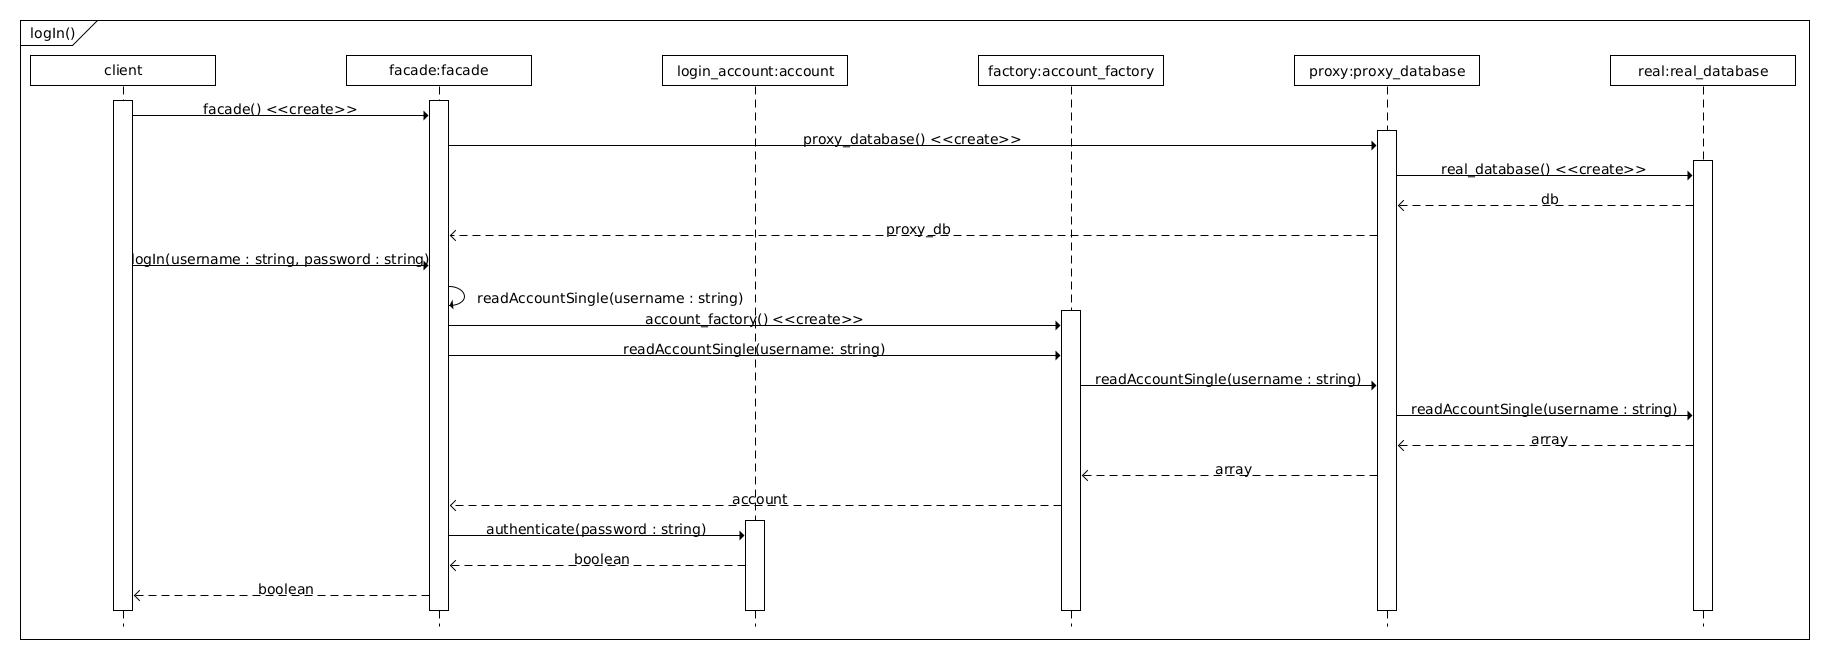 logIn()
client
facade:facade
login_account:account
factory:account_factory
proxy:proxy_database
real:real_database
facade() <<create>>
proxy_database() <<create>>
real_database() <<create>>
db
proxy_db
logIn(username : string, password : string)
readAccountSingle(username : string)
account_factory() <<create>>
readAccountSingle(username: string)
readAccountSingle(username : string)
readAccountSingle(username : string)
array
array
account
authenticate(password : string)
boolean
boolean